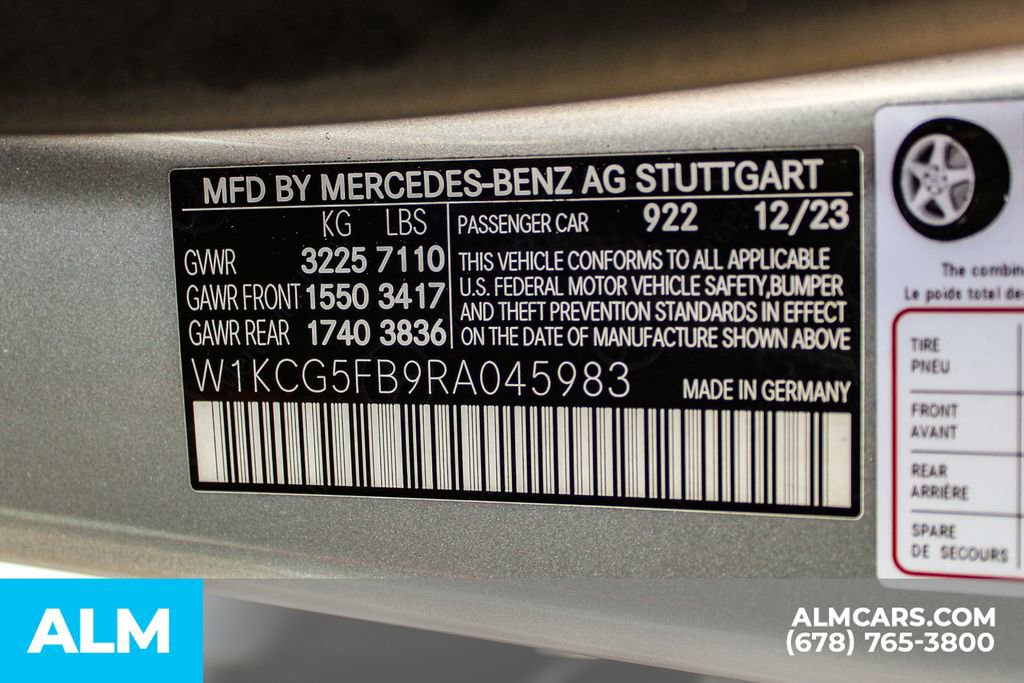 MFD BY MERCEDES-BENZ AG STUTTGART
KG LBS
GVWR 3225 7110
GAWR FRONT 1550 3417
GAWR REAR 1740 3836
PASSENGER CAR 922 12/23
THIS VEHICLE CONFORMS TO ALL APPLICABLE
U.S. FEDERAL MOTOR VEHICLE SAFETY,BUMPER
AND THEFT PREVENTION STANDARDS IN EFFECT
ON THE DATE OF MANUFACTURE SHOWN ABOVE
W1KCG5FB9RA045983
MADE IN GERMANY
The combin
Le poids total de
TIRE
PNEU
FRONT
AVANT
REAR
ARRIÈRE
SPARE
DE SECOURS
ALM
ALMCARS.COM
(678) 765-3800